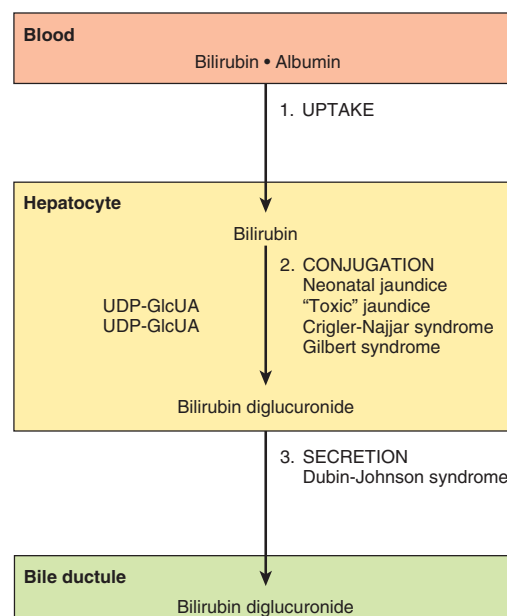 Blood
Bilirubin • Albumin
1. UPTAKE
Hepatocyte
Bilirubin
2. CONJUGATION
Neonatal jaundice
“Toxic” jaundice
Crigler-Najjar syndrome
Gilbert syndrome
UDP-GlcUA
UDP-GlcUA
Bilirubin diglucuronide
3. SECRETION
Dubin-Johnson syndrome
Bile ductule
Bilirubin diglucuronide